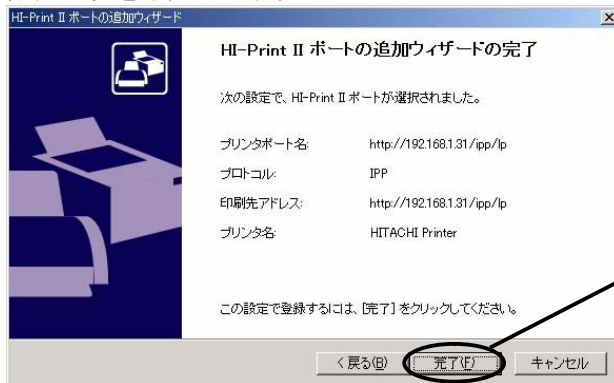 HI-Print II ポートの追加ウィザード
HI-Print II ポートの追加ウィザードの完了
次の設定で、HI-Print II ポートが選択されました。
プリンタポート名: http://192.168.1.31/ipp/lp
プロトコル: IPP
印刷先アドレス: http://192.168.1.31/ipp/lp
プリンタ名: HITACHI Printer
この設定で登録するには、[完了] をクリックしてください。
< 戻る(B) 完了(F) キャンセル